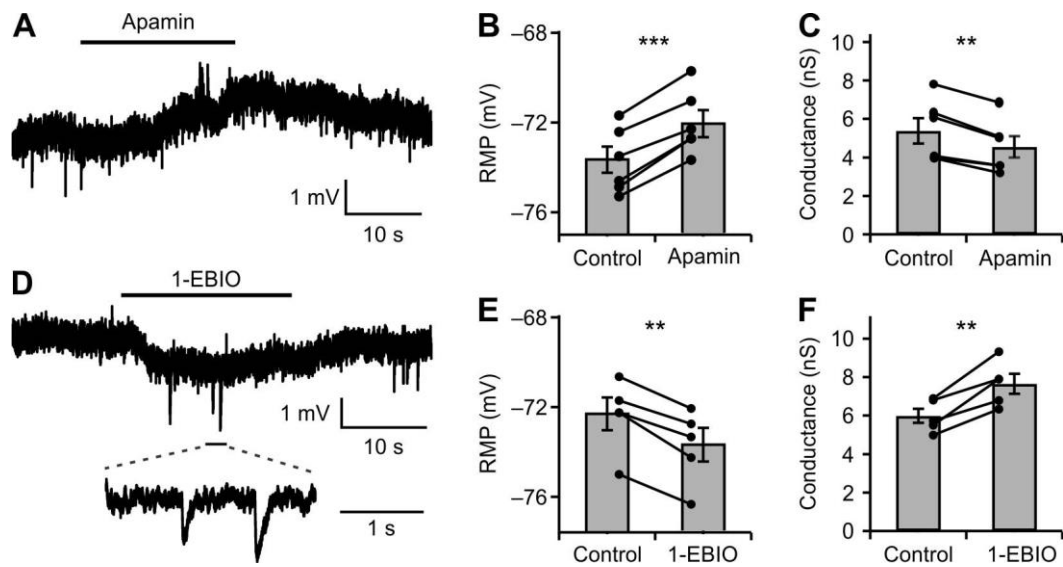 A
Apamin
1 mV
10 s
B
–68
–72
–76
RMP (mV)
***
Control
Apamin
C
10
8
6
4
2
0
Conductance (nS)
**
Control
Apamin
D
1-EBIO
1 mV
10 s
1 s
E
–68
–72
–76
RMP (mV)
**
Control
1-EBIO
F
10
8
6
4
2
0
Conductance (nS)
**
Control
1-EBIO